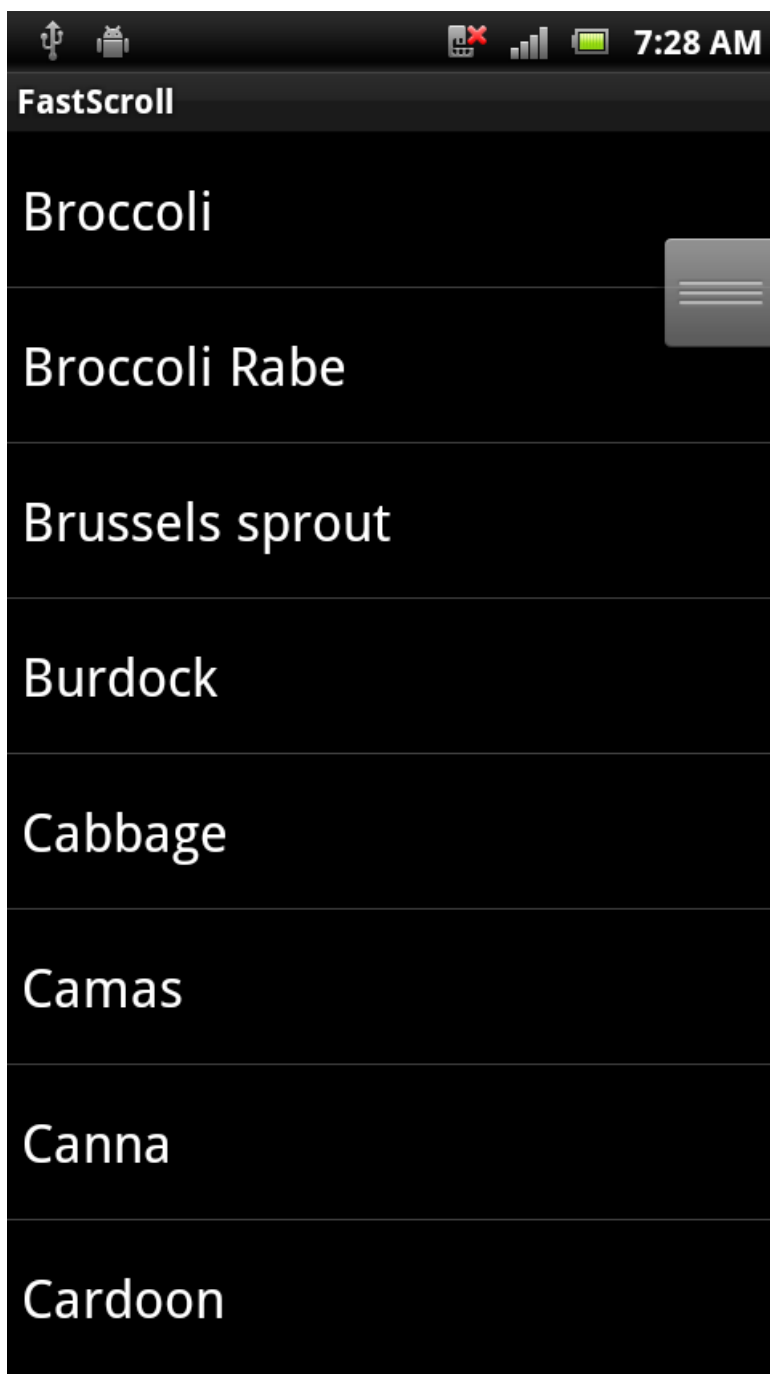 7:28 AM
FastScroll
Broccoli
Broccoli Rabe
Brussels sprout
Burdock
Cabbage
Camas
Canna
Cardoon